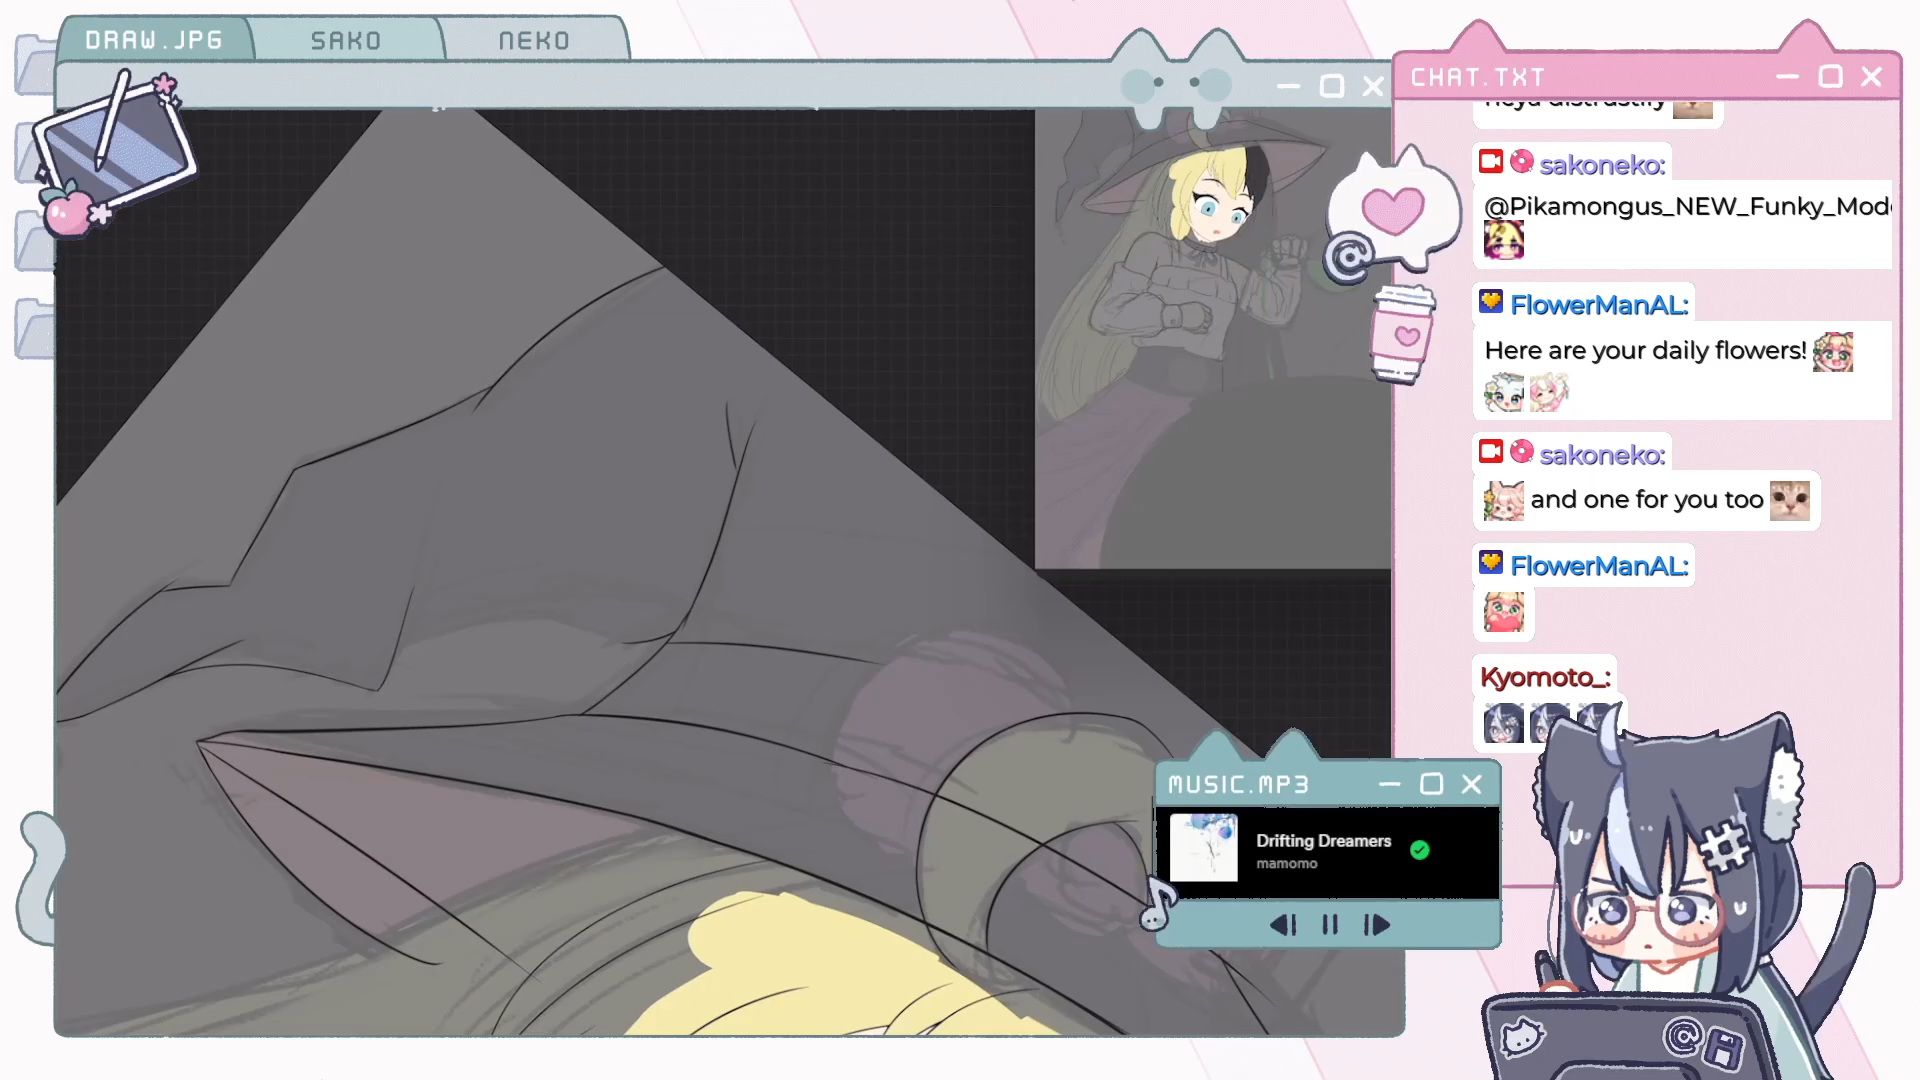 DRAW.JPG
SAKO
NEKO
CHAT.TXT
sakoneko:
@Pikamongus_NEW_Funky_Mod
FlowerManAL:
Here are your daily flowers!
sakoneko:
and one for you too
FlowerManAL:
Kyomoto_:
MUSIC.MP3
Drifting Dreamers
mamomo